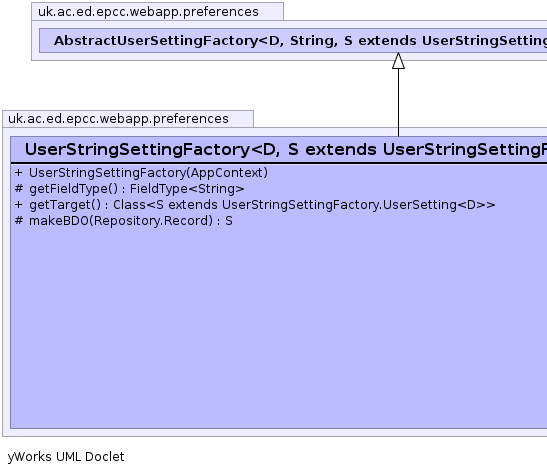 uk.ac.ed.epcc.webapp.preferences
AbstractUserSettingFactory<D, String, S extends UserStringSetting
uk.ac.ed.epcc.webapp.preferences
UserStringSettingFactory<D, S extends UserStringSettingF
+ UserStringSettingFactory(AppContext)
# getFieldType() : FieldType<String>
+ getTarget() : Class<S extends UserStringSettingFactory.UserSetting<D>>
# makeBDO(Repository.Record) : S
yWorks UML Doclet